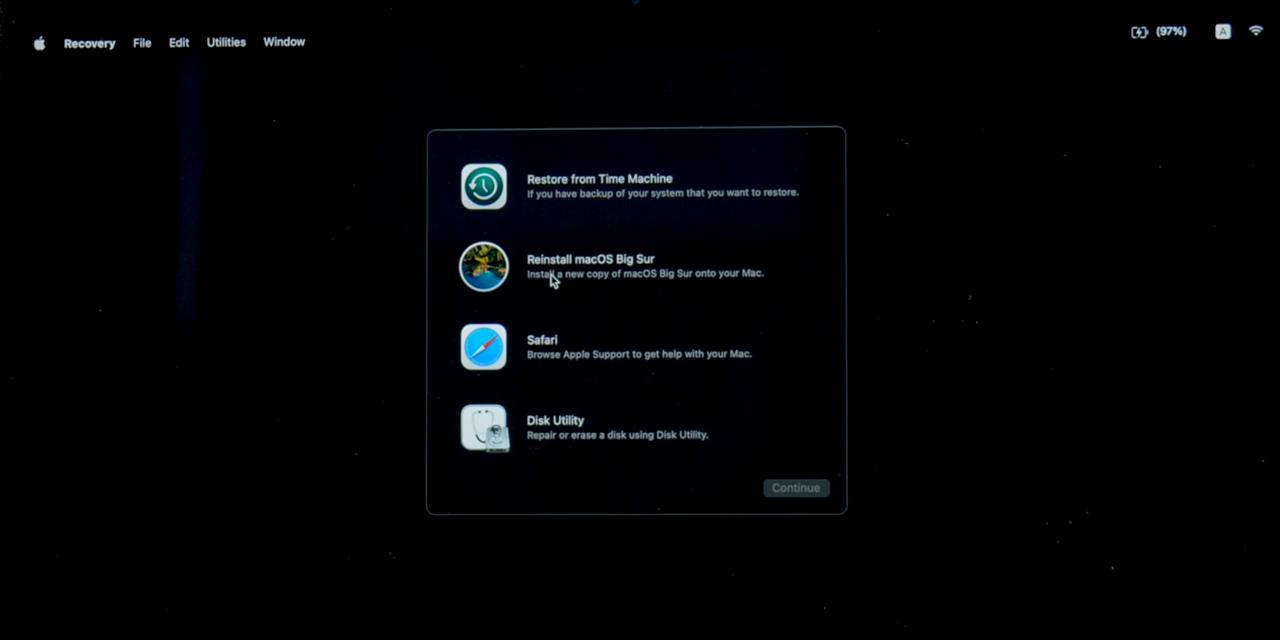 Recovery File Edit Utilities Window
(97%) A
Restore from Time Machine
If you have backup of your system that you want to restore.
Reinstall macOS Big Sur
Install a new copy of macOS Big Sur onto your Mac.
Safari
Browse Apple Support to get help with your Mac.
Disk Utility
Repair or erase a disk using Disk Utility.
Continue